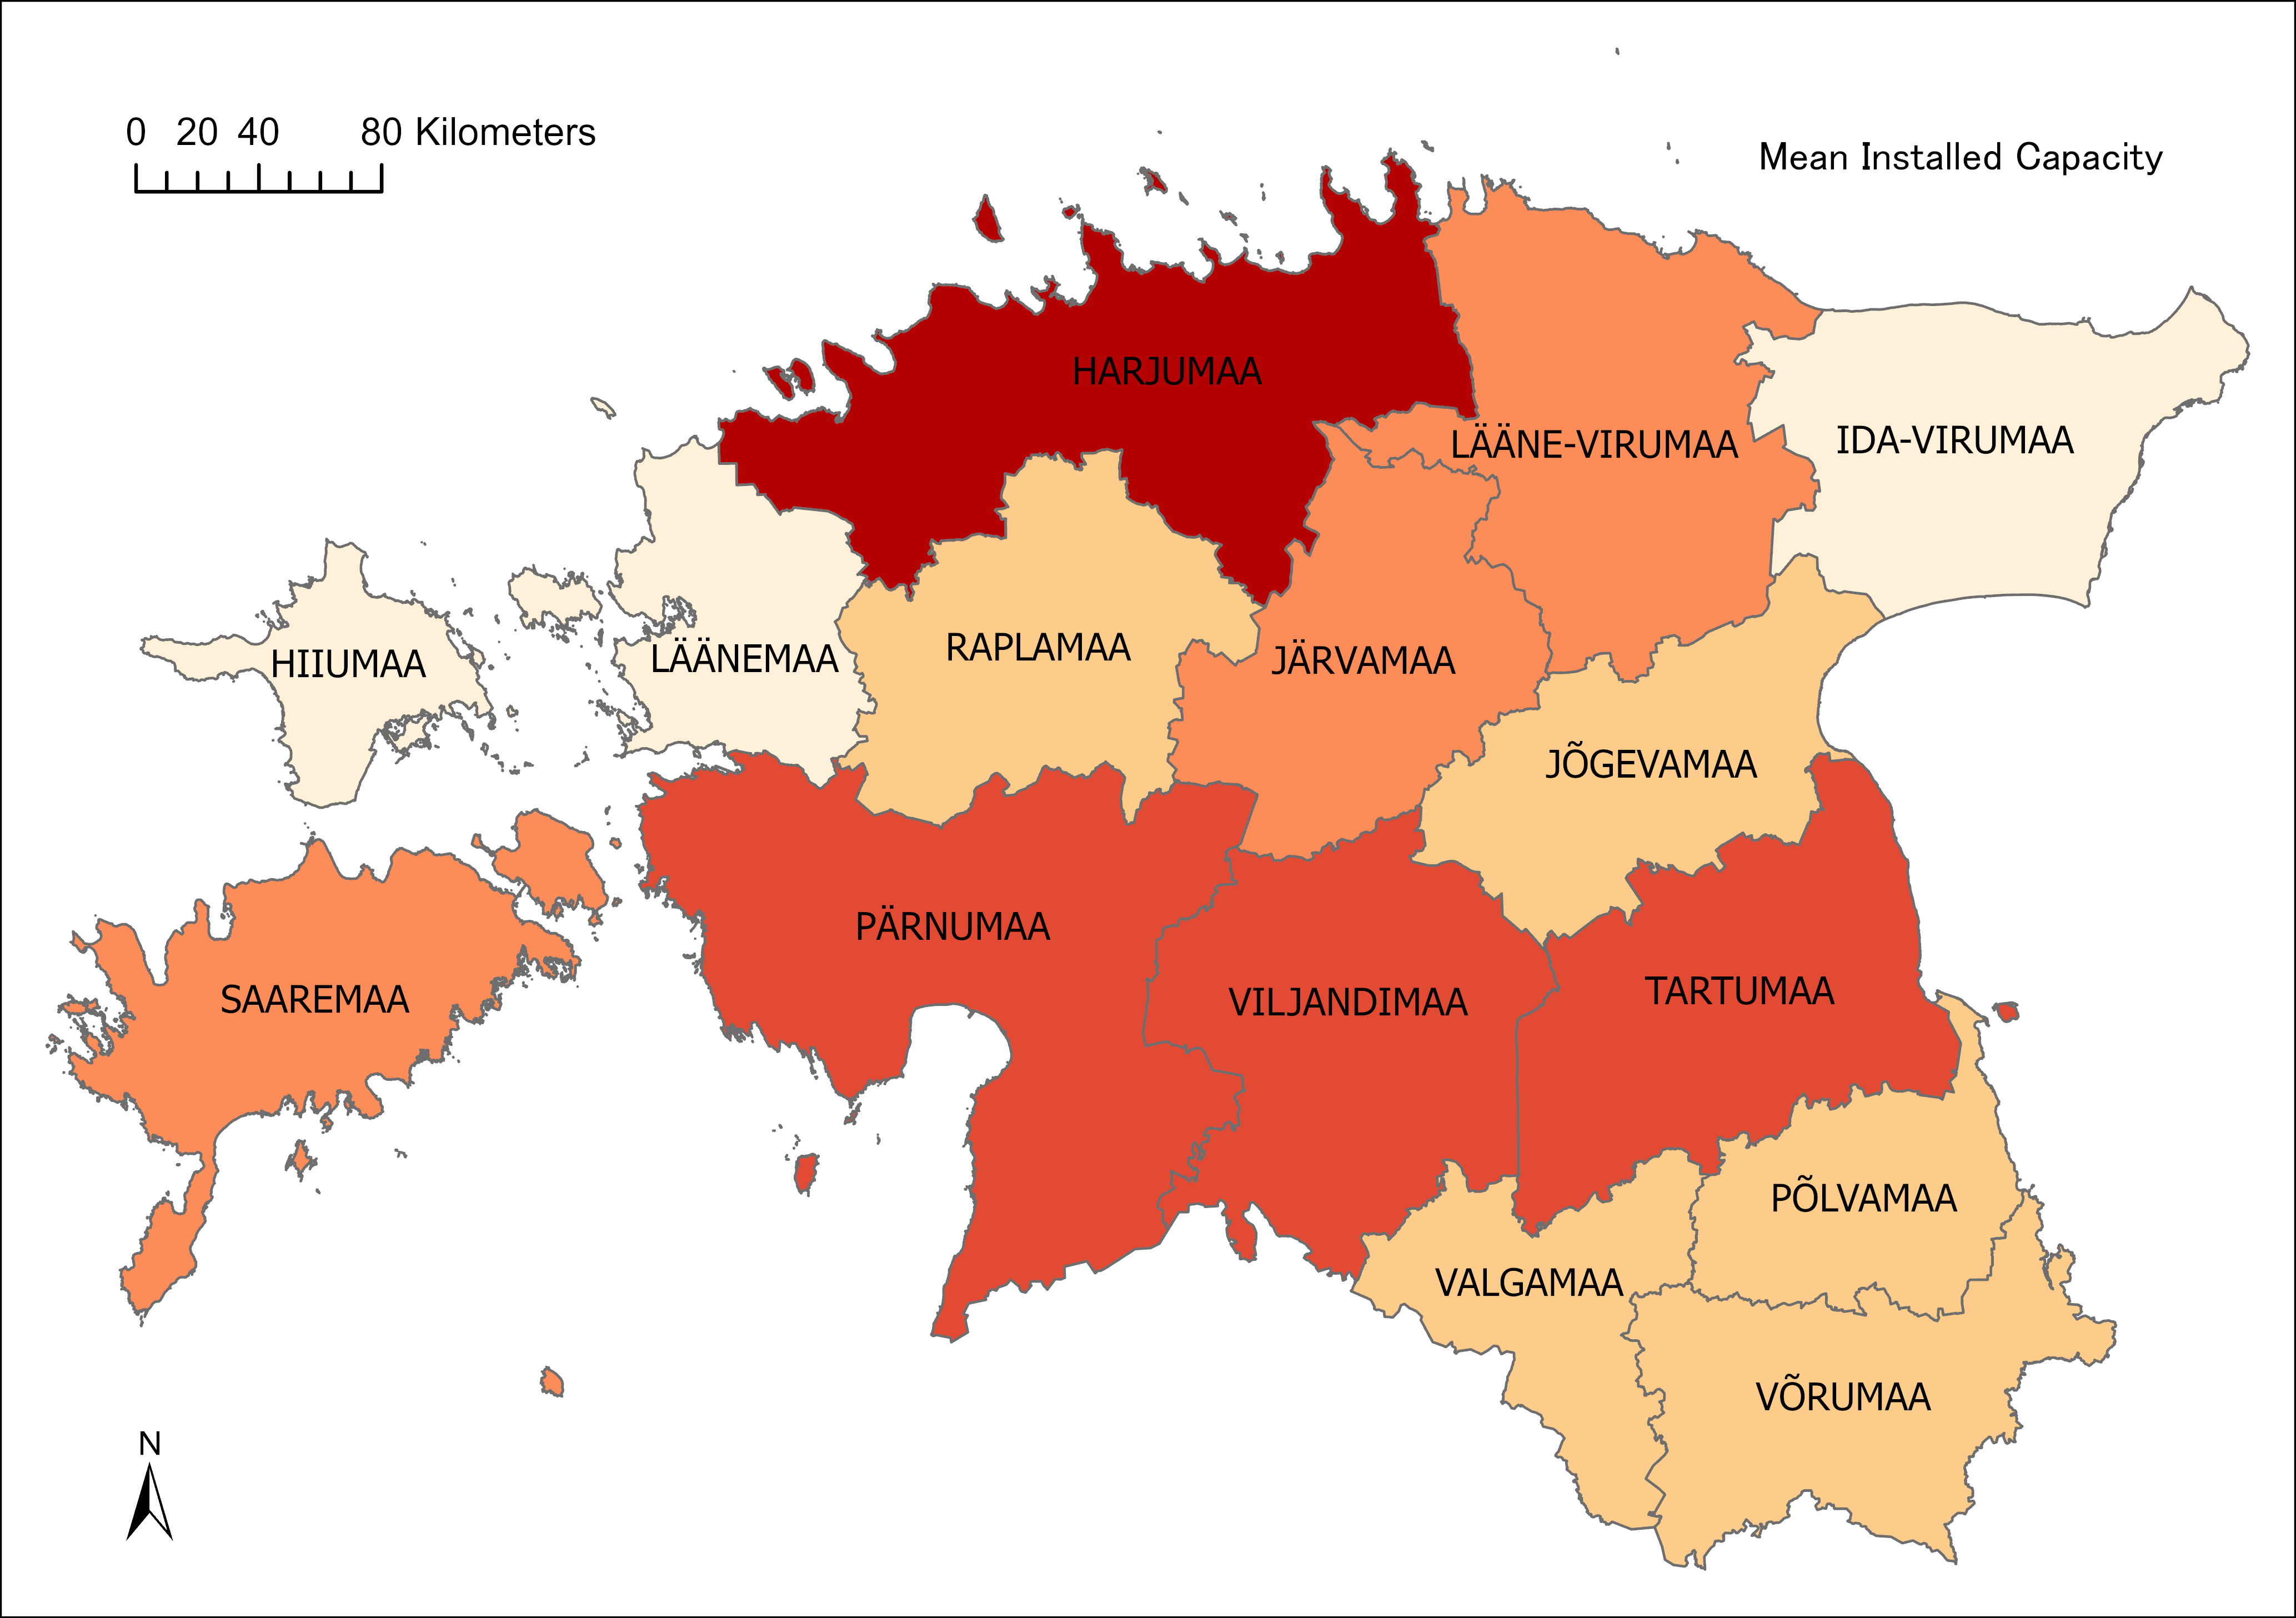 0 20 40 80 Kilometers
Mean Installed Capacity
HARJUMAA
LÄÄNE-VIRUMAA
IDA-VIRUMAA
HIIUMAA
LÄÄNEMAA
RAPLAMAA
JÄRVAMAA
JÕGEVAMAA
PÄRNUMAA
SAAREMAA
VILJANDIMAA
TARTUMAA
PÕLVAMAA
VALGAMAA
VÕRUMAA
N